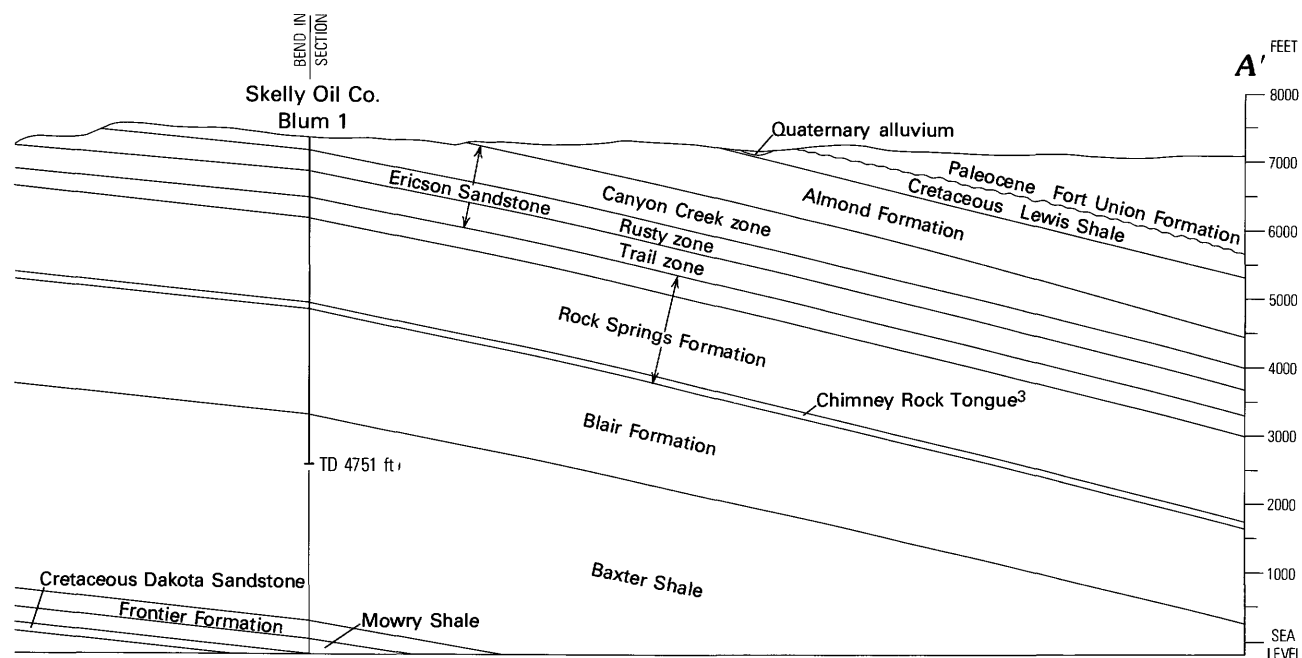 BEND IN
SECTION
Skelly Oil Co.
Blum 1
A′
FEET
8000
Quaternary alluvium
7000
Paleocene Fort Union Formation
Cretaceous Lewis Shale
Almond Formation
Ericson Sandstone
Canyon Creek zone
6000
Rusty zone
Trail zone
5000
Rock Springs Formation
4000
Chimney Rock Tongue³
3000
Blair Formation
TD 4751 ft
2000
Baxter Shale
1000
Cretaceous Dakota Sandstone
Frontier Formation
Mowry Shale
SEA
LEVEL